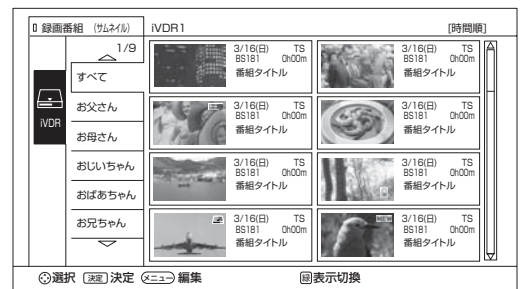 録画番組 (サムネイル) iVDR1 [時間順]
1/9
すべて
お父さん
お母さん
おじいちゃん
おばあちゃん
お兄ちゃん
iVDR
3/16(日) TS
BS181 0h00m
番組タイトル
3/16(日) TS
BS181 0h00m
番組タイトル
3/16(日) TS
BS181 0h00m
番組タイトル
3/16(日) TS
BS181 0h00m
番組タイトル
3/16(日) TS
BS181 0h00m
番組タイトル
3/16(日) TS
BS181 0h00m
番組タイトル
3/16(日) TS
BS181 0h00m
番組タイトル
NEW
3/16(日) TS
BS181 0h00m
番組タイトル
選択 決定 決定 メニュー 編集 緑 表示切換